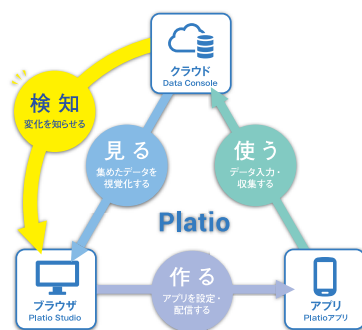 クラウド
Data Console
検知
変化を知らせる
見る
集めたデータを
視覚化する
使う
データ入力・
収集する
Platio
ブラウザ
Platio Studio
作る
アプリを設定・
配信する
アプリ
Platioアプリ